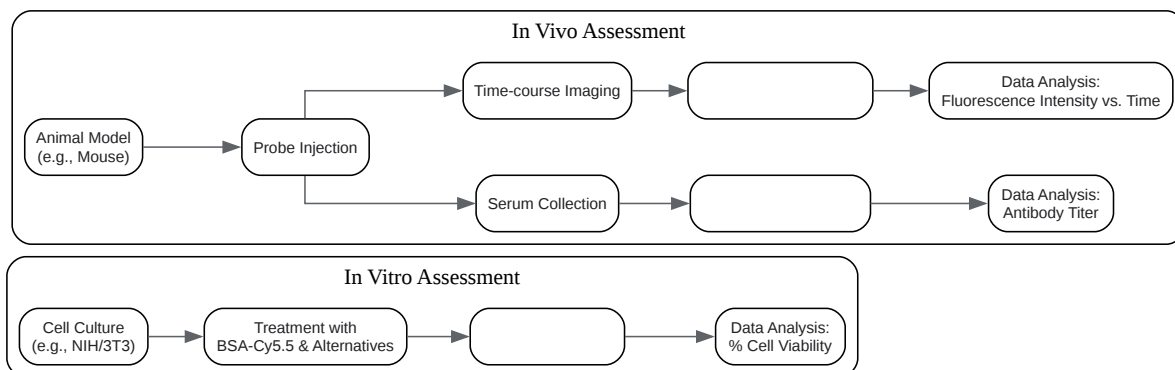 In Vivo Assessment
Animal Model
(e.g., Mouse)
Probe Injection
Time-course Imaging
Data Analysis:
Fluorescence Intensity vs. Time
Serum Collection
Data Analysis:
Antibody Titer
In Vitro Assessment
Cell Culture
(e.g., NIH/3T3)
Treatment with
BSA-Cy5.5 & Alternatives
Data Analysis:
% Cell Viability